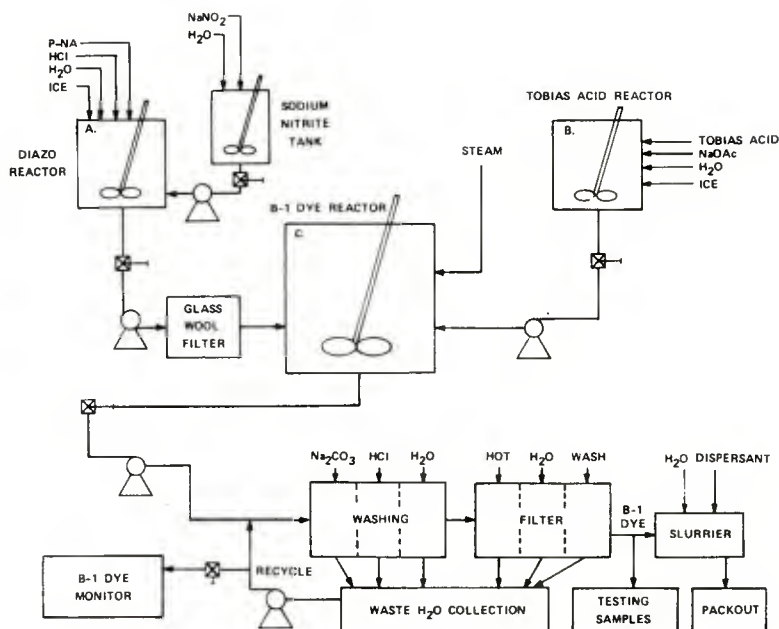 NaNO₂
H₂O
P-NA
HCl
H₂O
ICE
A.
SODIUM
NITRITE
TANK
DIAZO
REACTOR
TOBIAS ACID REACTOR
B.
TOBIAS ACID
NaOAc
H₂O
ICE
STEAM
B-1 DYE REACTOR
C.
GLASS
WOOL
FILTER
Na₂CO₃ HCl H₂O
HOT H₂O WASH
H₂O DISPERSANT
WASHING
FILTER
B-1
DYE
SLURRIER
RECYCLE
B-1 DYE
MONITOR
WASTE H₂O COLLECTION
TESTING
SAMPLES
PACKOUT